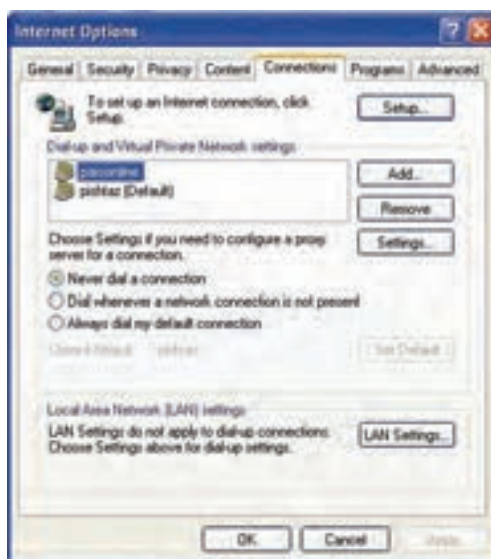 Internet Options
General Security Privacy Content Connections Programs Advanced
To set up an Internet connection, click
Setup.
Setup...
Dial-up and Virtual Private Network settings
parsonline
pishtaz (Default)
Add...
Remove
Choose Settings if you need to configure a proxy
server for a connection.
Settings...
Never dial a connection
Dial whenever a network connection is not present
Always dial my default connection
Set Default
Local Area Network (LAN) settings
LAN Settings do not apply to dial-up connections.
Choose Settings above for dial-up settings.
LAN Settings...
OK
Cancel
Apply